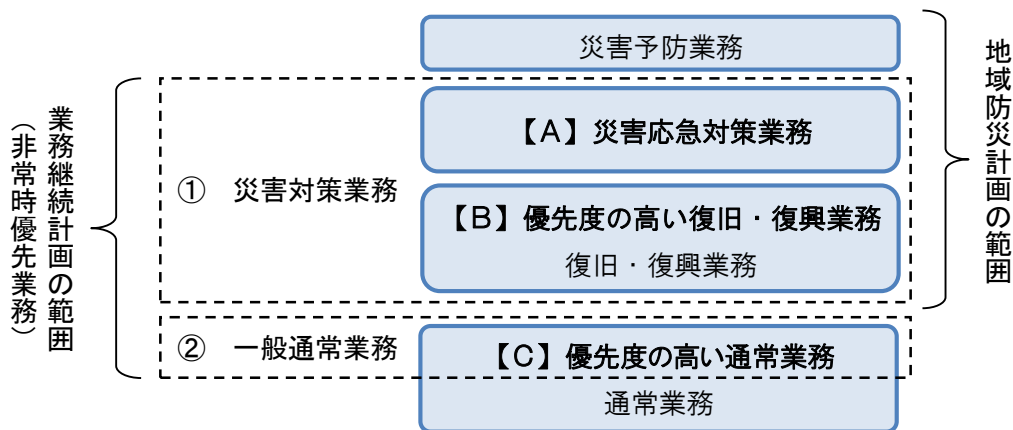 災害予防業務
【A】災害応急対策業務
① 災害対策業務
【B】優先度の高い復旧・復興業務
復旧・復興業務
② 一般通常業務
【C】優先度の高い通常業務
通常業務
業務継続計画の範囲
（非常時優先業務）
地域防災計画の範囲